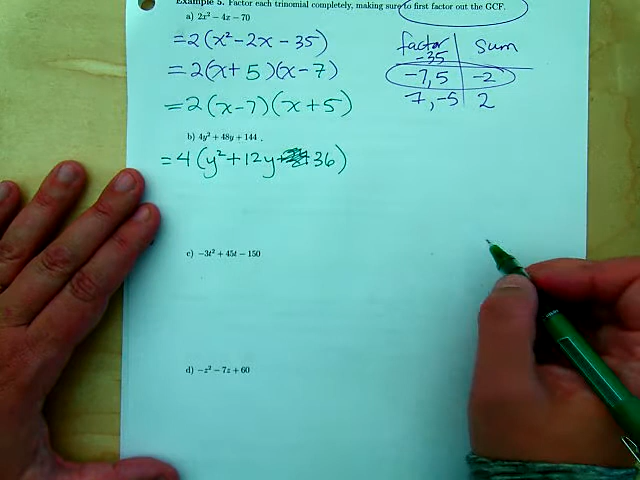 Example 5. Factor each trinomial completely, making sure to first factor out the GCF.
a) 2x² − 4x − 70
= 2(x² − 2x − 35)
= 2(x + 5)(x − 7)
= 2(x − 7)(x + 5)
factor -35 | sum
-7, 5 | -2
7, -5 | 2
b) 4y² + 48y + 144 .
= 4(y² + 12y + 36)
c) −3t² + 45t − 150
d) −z² − 7z + 60